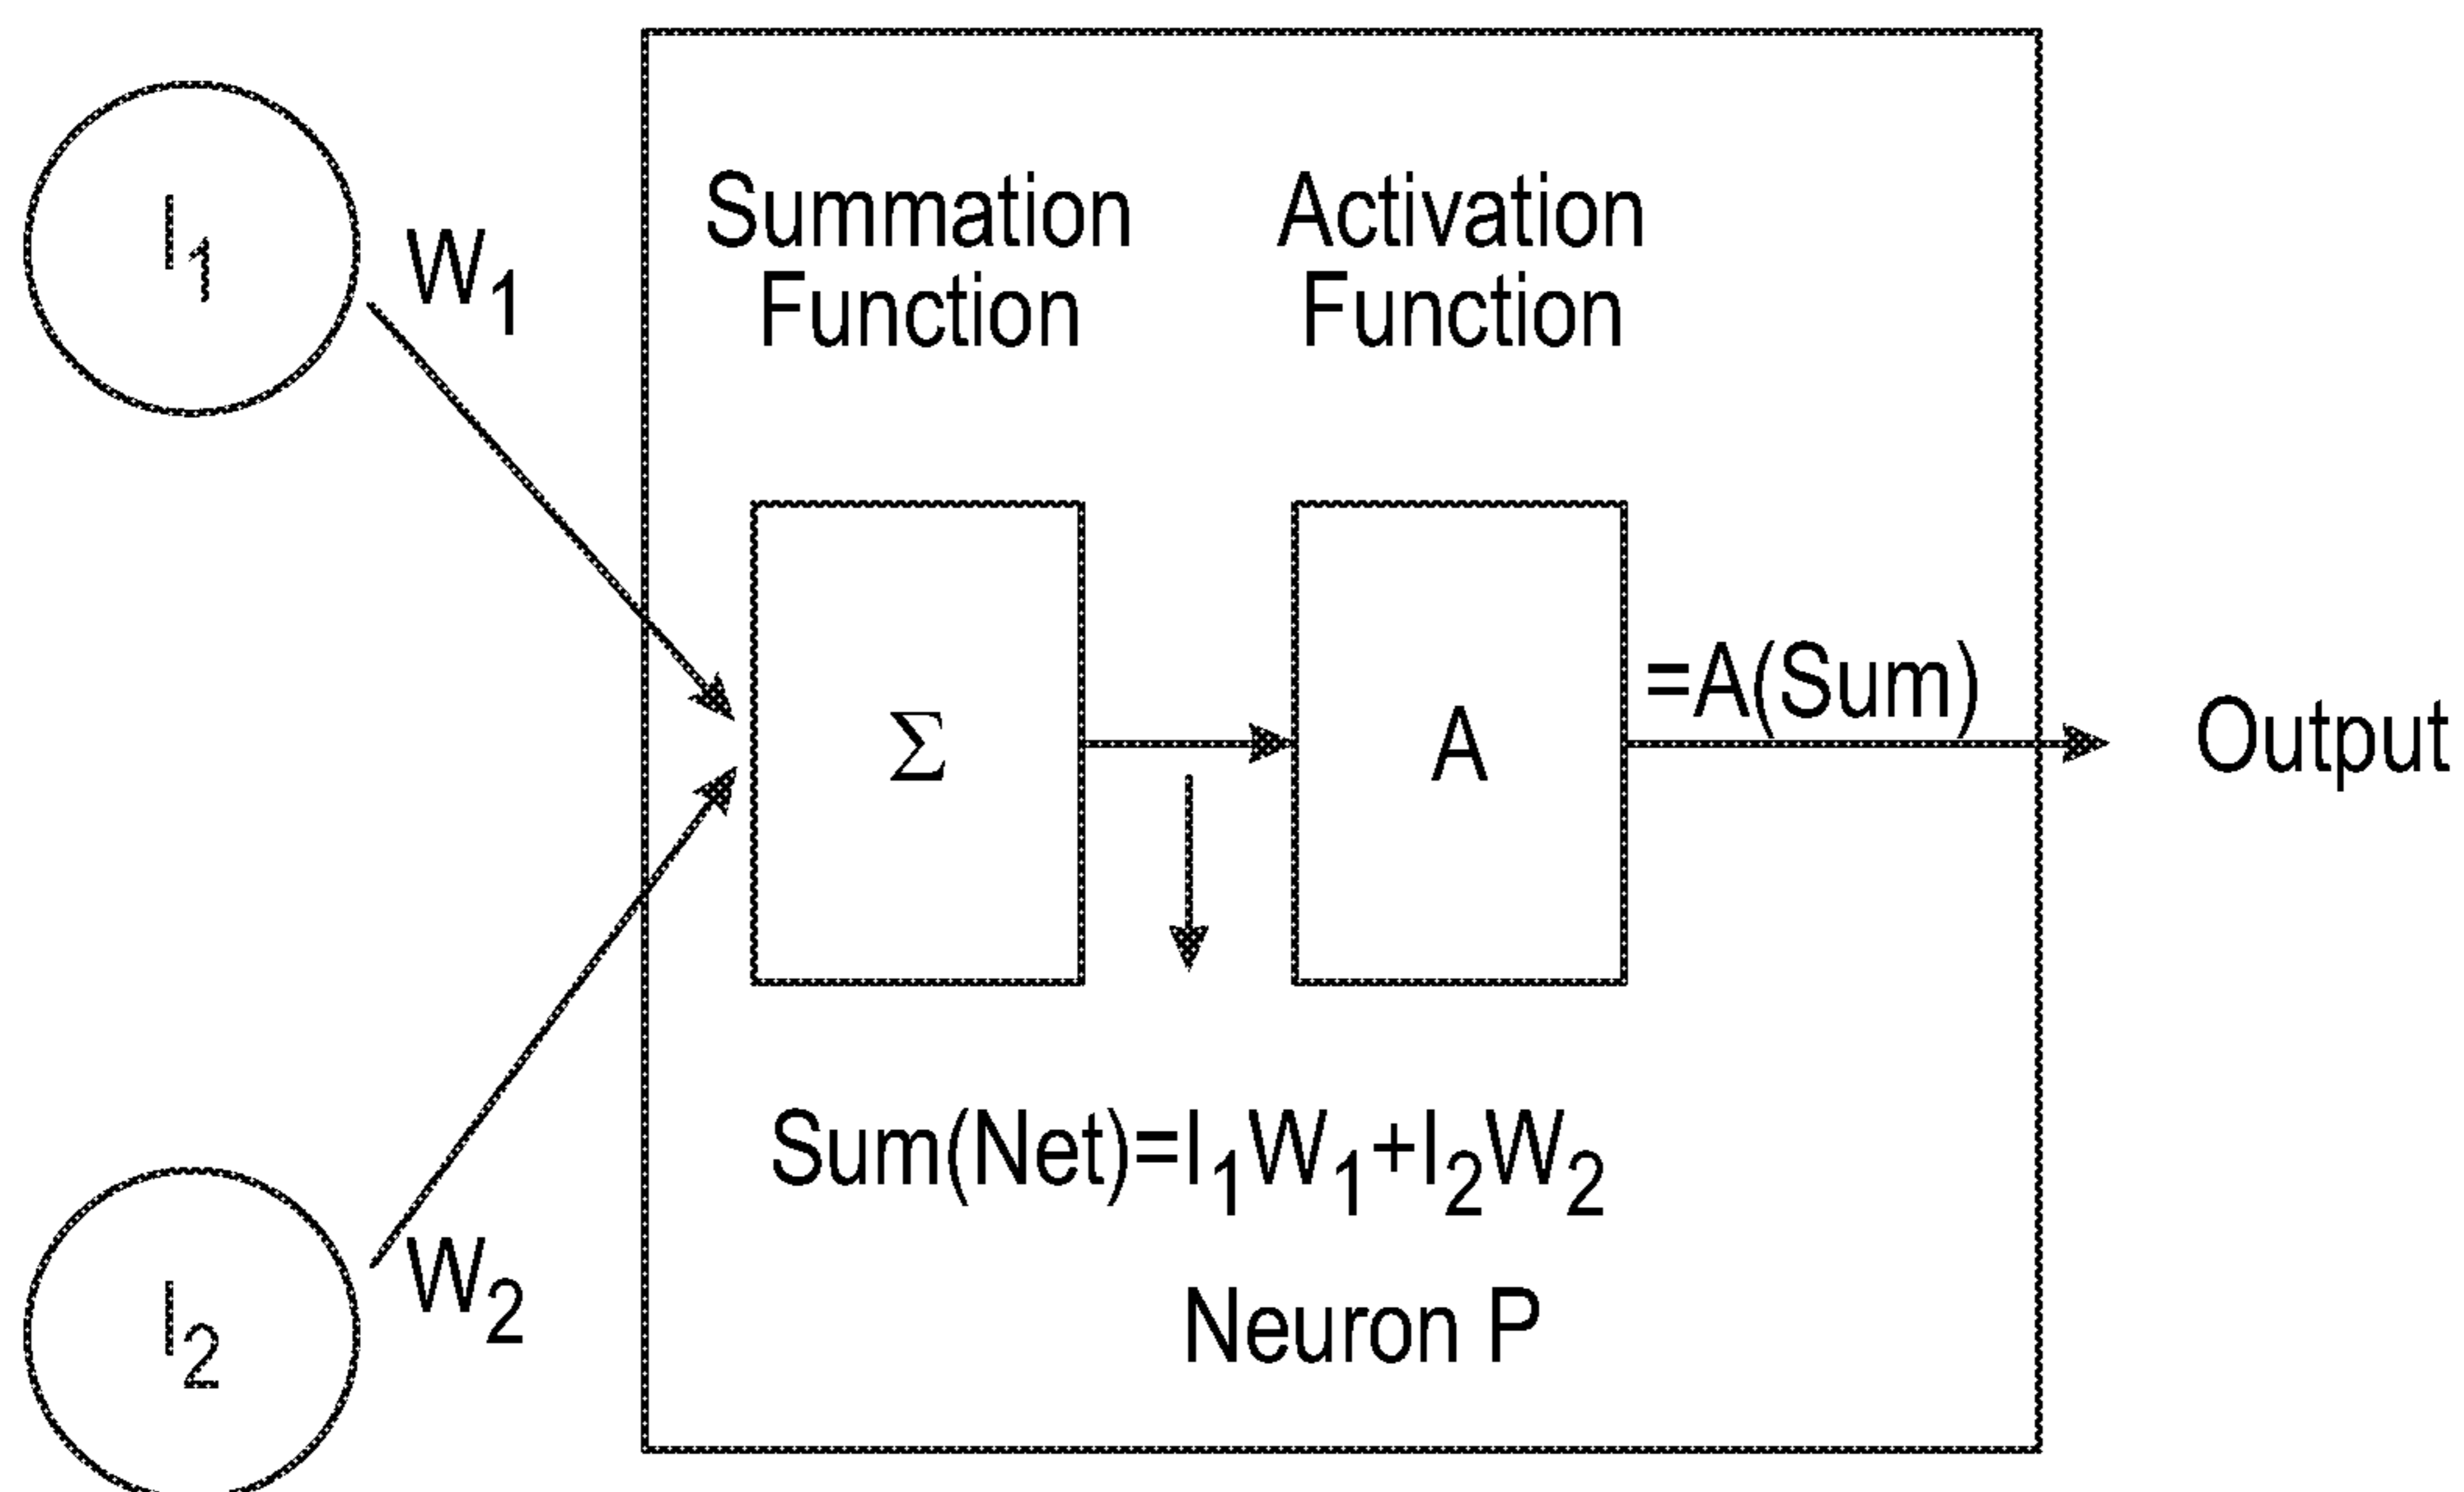 I₁
W₁
Summation
Function
Activation
Function
Σ
A
=A(Sum)
Output
Sum(Net)=I₁W₁+I₂W₂
I₂
W₂
Neuron P